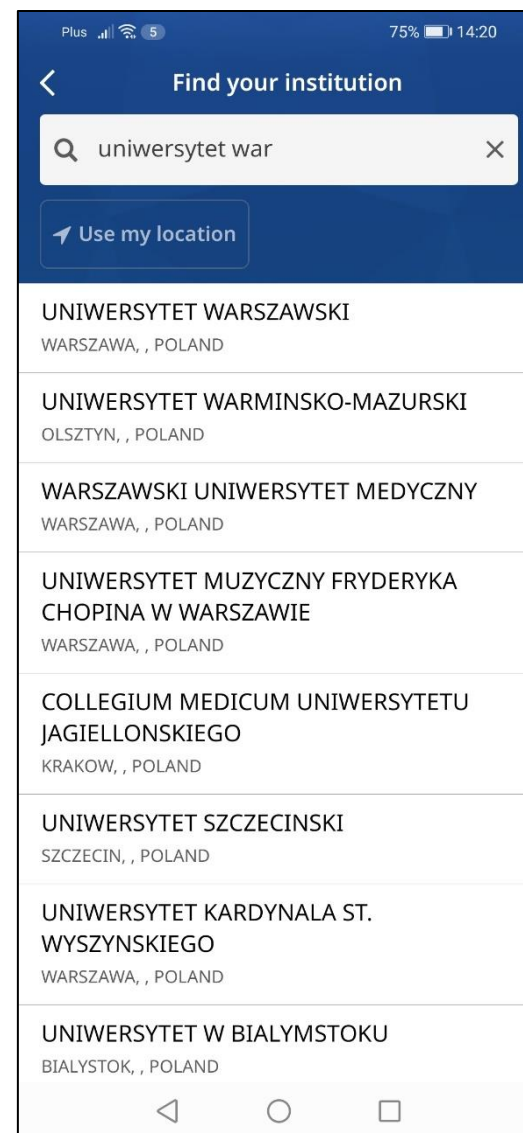 Plus 5 75% 14:20
Find your institution
uniwersytet war
Use my location
UNIWERSYTET WARSZAWSKI
WARSZAWA, , POLAND
UNIWERSYTET WARMINSKO-MAZURSKI
OLSZTYN, , POLAND
WARSZAWSKI UNIWERSYTET MEDYCZNY
WARSZAWA, , POLAND
UNIWERSYTET MUZYCZNY FRYDERYKA
CHOPINA W WARSZAWIE
WARSZAWA, , POLAND
COLLEGIUM MEDICUM UNIWERSYTETU
JAGIELLONSKIEGO
KRAKOW, , POLAND
UNIWERSYTET SZCZECINSKI
SZCZECIN, , POLAND
UNIWERSYTET KARDYNALA ST.
WYSZYNSKIEGO
WARSZAWA, , POLAND
UNIWERSYTET W BIALYMSTOKU
BIALYSTOK, , POLAND